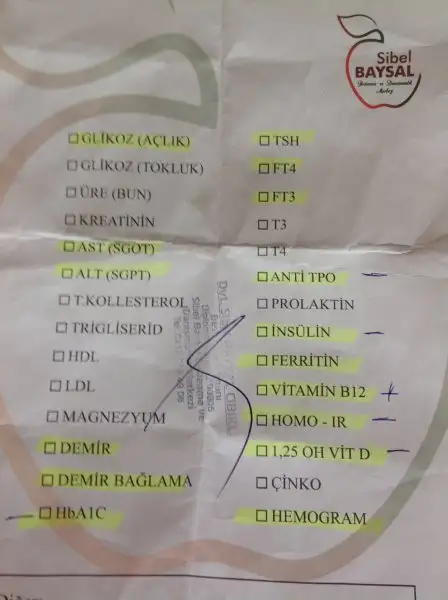 Sibel
BAYSAL
☐ GLİKOZ (AÇLIK)
☐ GLİKOZ (TOKLUK)
☐ ÜRE (BUN)
☐ KREATİNİN
☐ AST (SGOT)
☐ ALT (SGPT)
☐ T.KOLLESTEROL
☐ TRİGLİSERİD
☐ HDL
☐ LDL
☐ MAGNEZYUM
☐ DEMİR
☐ DEMİR BAĞLAMA
— ☐ HbA1C
☐ TSH
☐ FT4
☐ FT3
☐ T3
☐ T4
☐ ANTİ TPO —
☐ PROLAKTİN
☐ İNSÜLİN —
☐ FERRİTİN
☐ VİTAMİN B12 +
☐ HOMO - IR —
☐ 1,25 OH VİT D —
☐ ÇİNKO
☐ HEMOGRAM